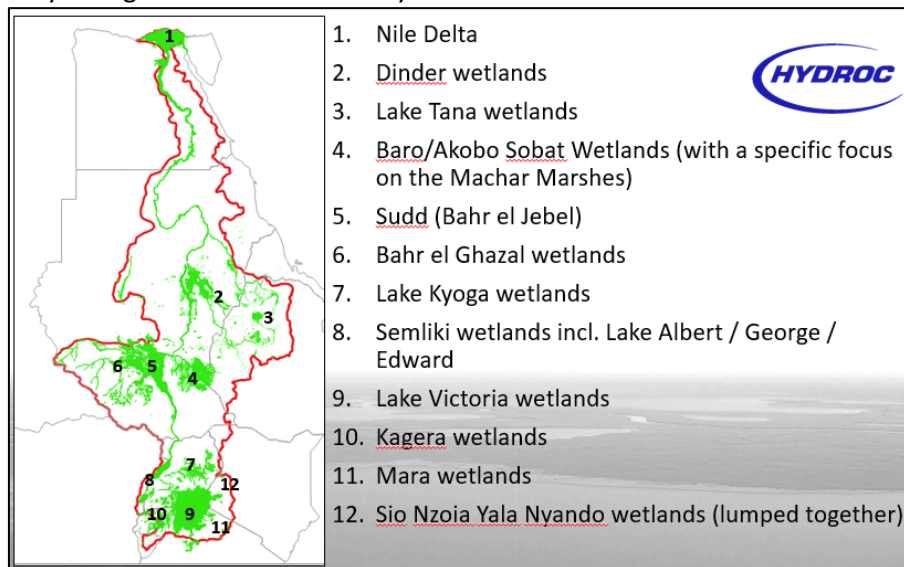 1. Nile Delta
2. Dinder wetlands
3. Lake Tana wetlands
4. Baro/Akobo Sobat Wetlands (with a specific focus
on the Machar Marshes)
5. Sudd (Bahr el Jebel)
6. Bahr el Ghazal wetlands
7. Lake Kyoga wetlands
8. Semliki wetlands incl. Lake Albert / George /
Edward
9. Lake Victoria wetlands
10. Kagera wetlands
11. Mara wetlands
12. Sio Nzoia Yala Nyando wetlands (lumped together)
HYDROC
1
2
3
6
5
4
7
8
12
10
9
11